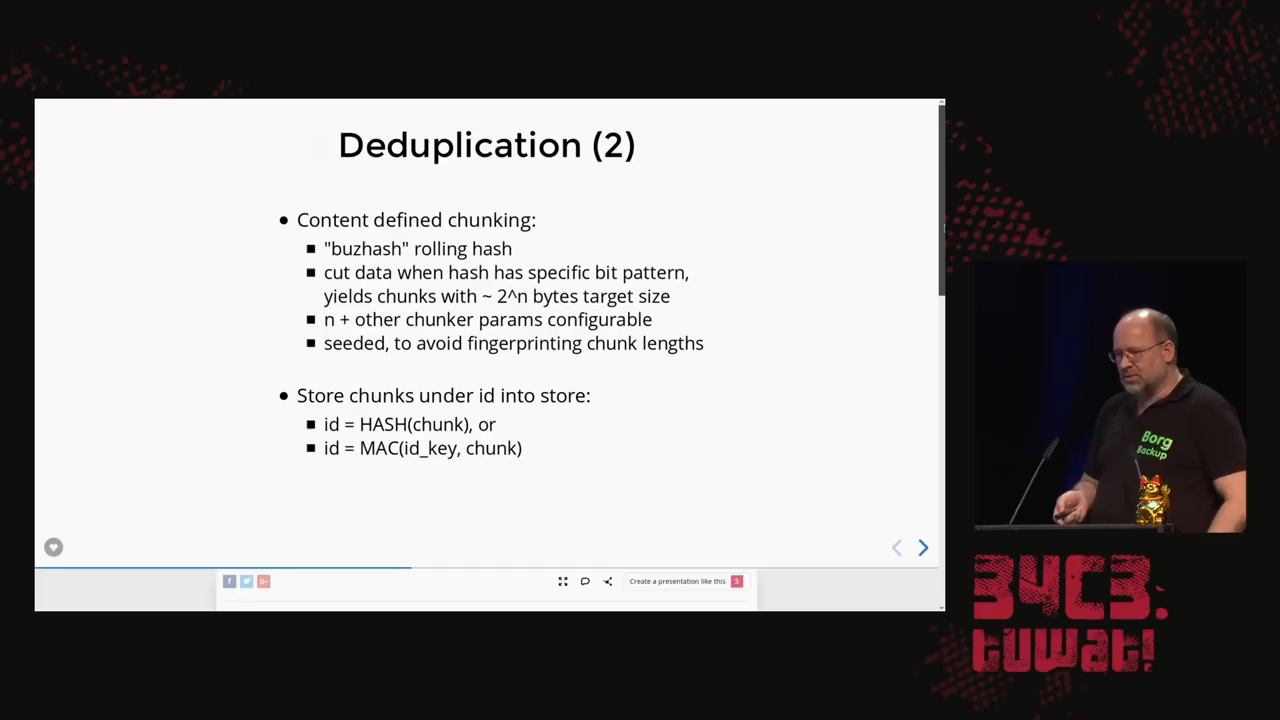 Deduplication (2)
● Content defined chunking:
■ "buzhash" rolling hash
■ cut data when hash has specific bit pattern,
yields chunks with ~ 2^n bytes target size
■ n + other chunker params configurable
■ seeded, to avoid fingerprinting chunk lengths
● Store chunks under id into store:
■ id = HASH(chunk), or
■ id = MAC(id_key, chunk)
f
G+
Create a presentation like this
S
Borg
Backup
34C3.
tuwat!